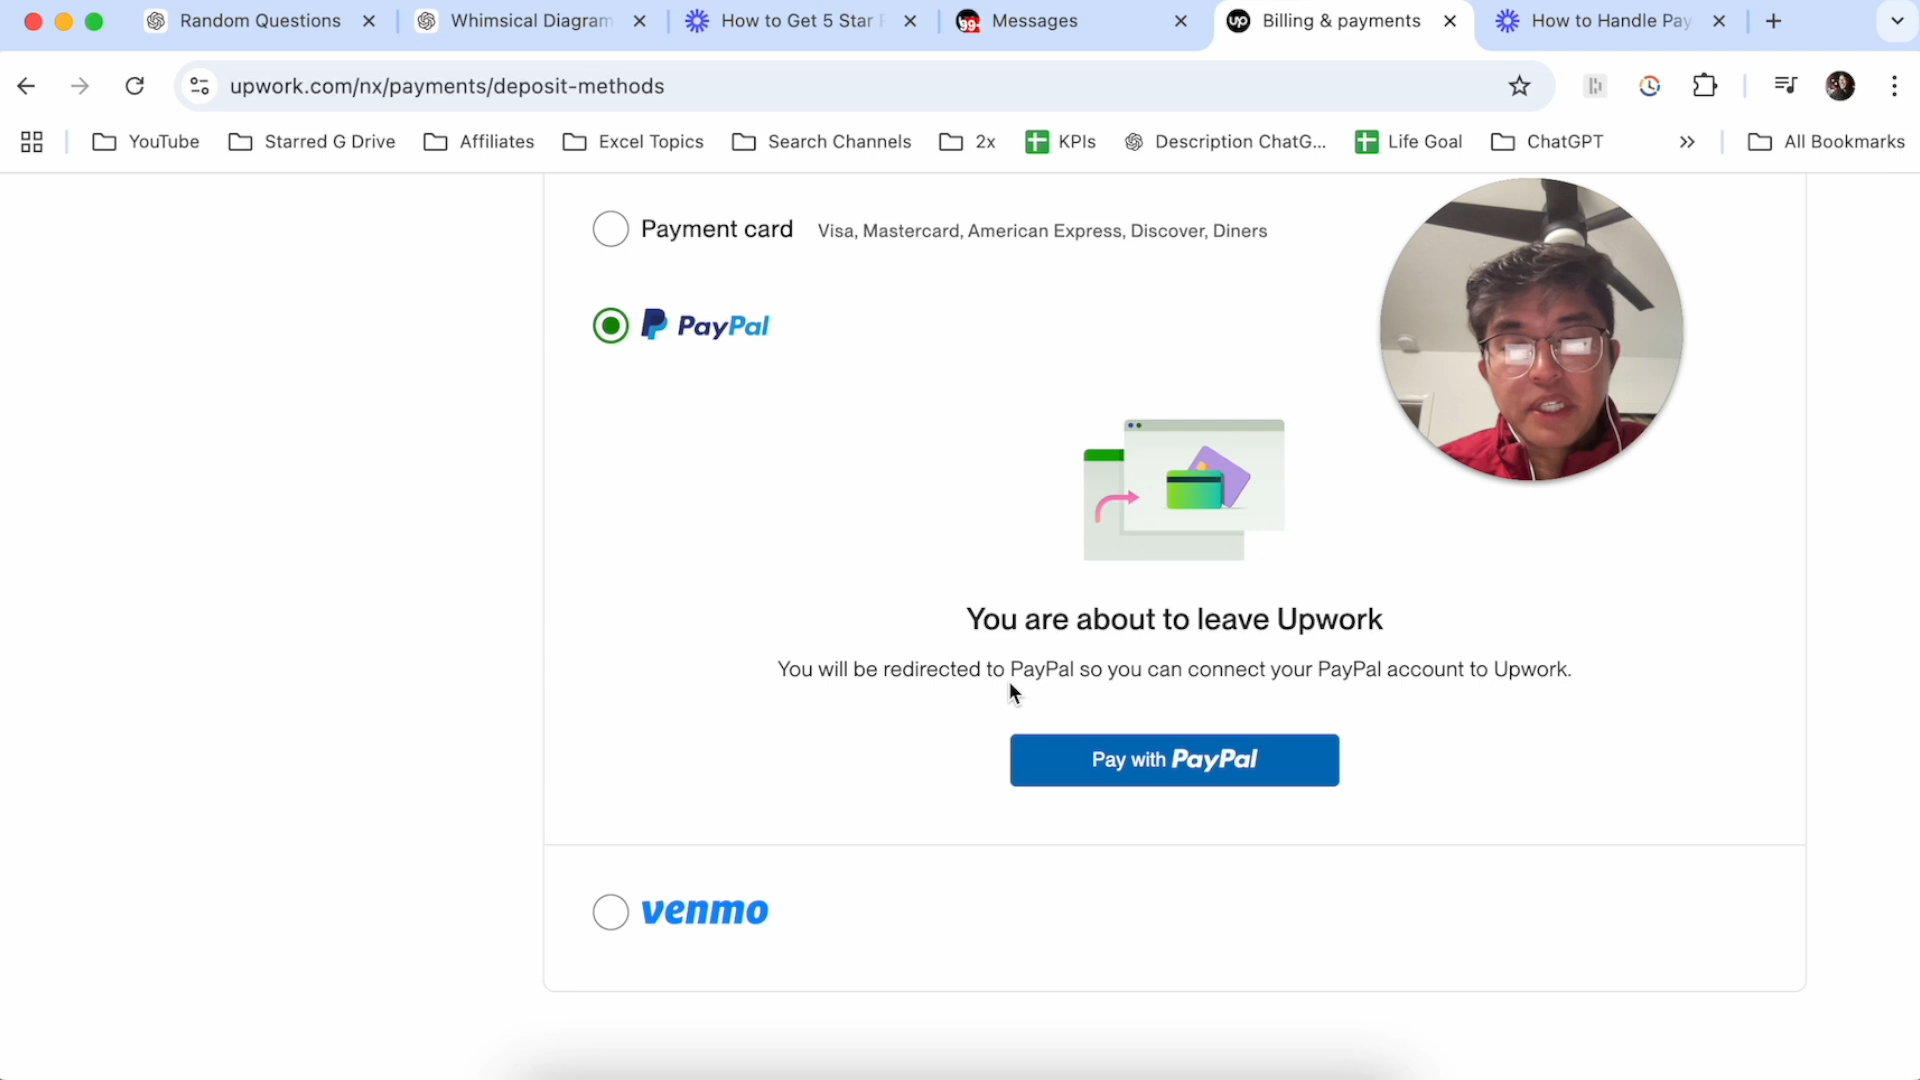 Random Questions
Whimsical Diagram
How to Get 5 Star
99+
Messages
up
Billing & payments
How to Handle Pay
upwork.com/nx/payments/deposit-methods
YouTube
Starred G Drive
Affiliates
Excel Topics
Search Channels
2x
KPIs
Description ChatG...
Life Goal
ChatGPT
All Bookmarks
Payment card
Visa, Mastercard, American Express, Discover, Diners
PayPal
You are about to leave Upwork
You will be redirected to PayPal so you can connect your PayPal account to Upwork.
Pay with PayPal
venmo